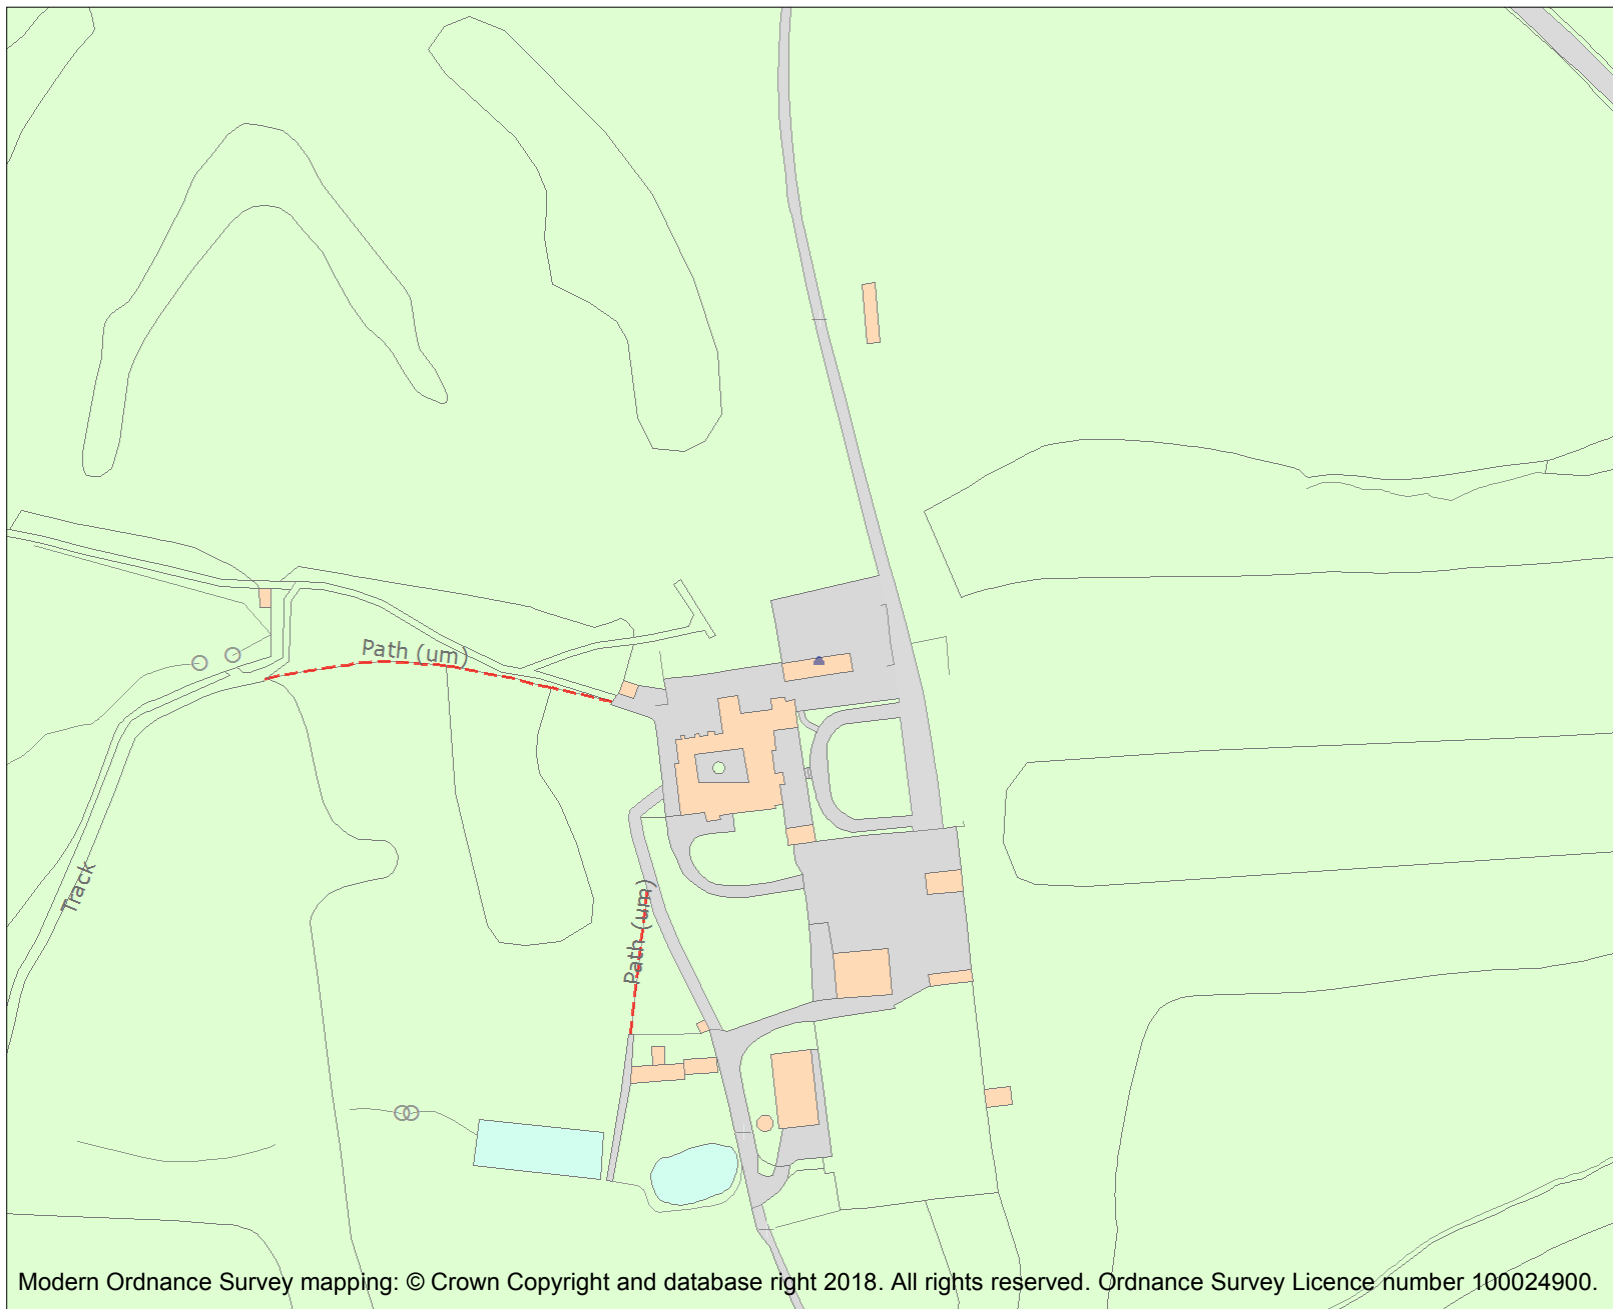 Path (um)
Track
Path (um)
Modern Ordnance Survey mapping: © Crown Copyright and database right 2018. All rights reserved. Ordnance Survey Licence number 100024900.